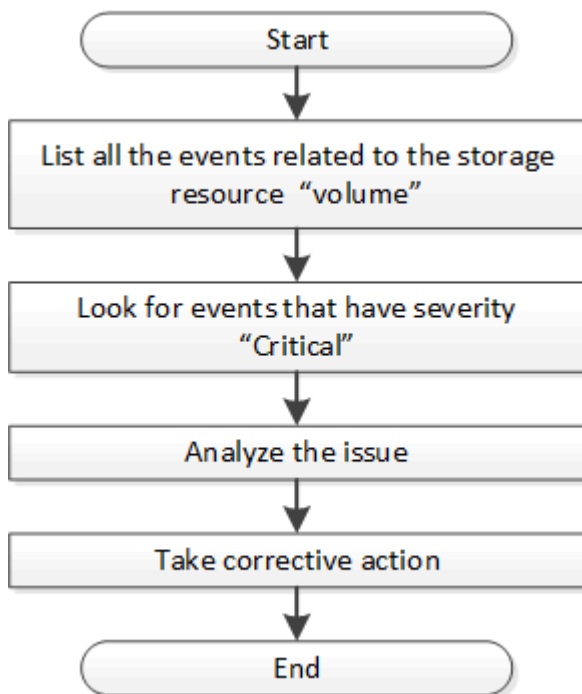 Start
List all the events related to the storage
resource “volume”
Look for events that have severity
“Critical”
Analyze the issue
Take corrective action
End